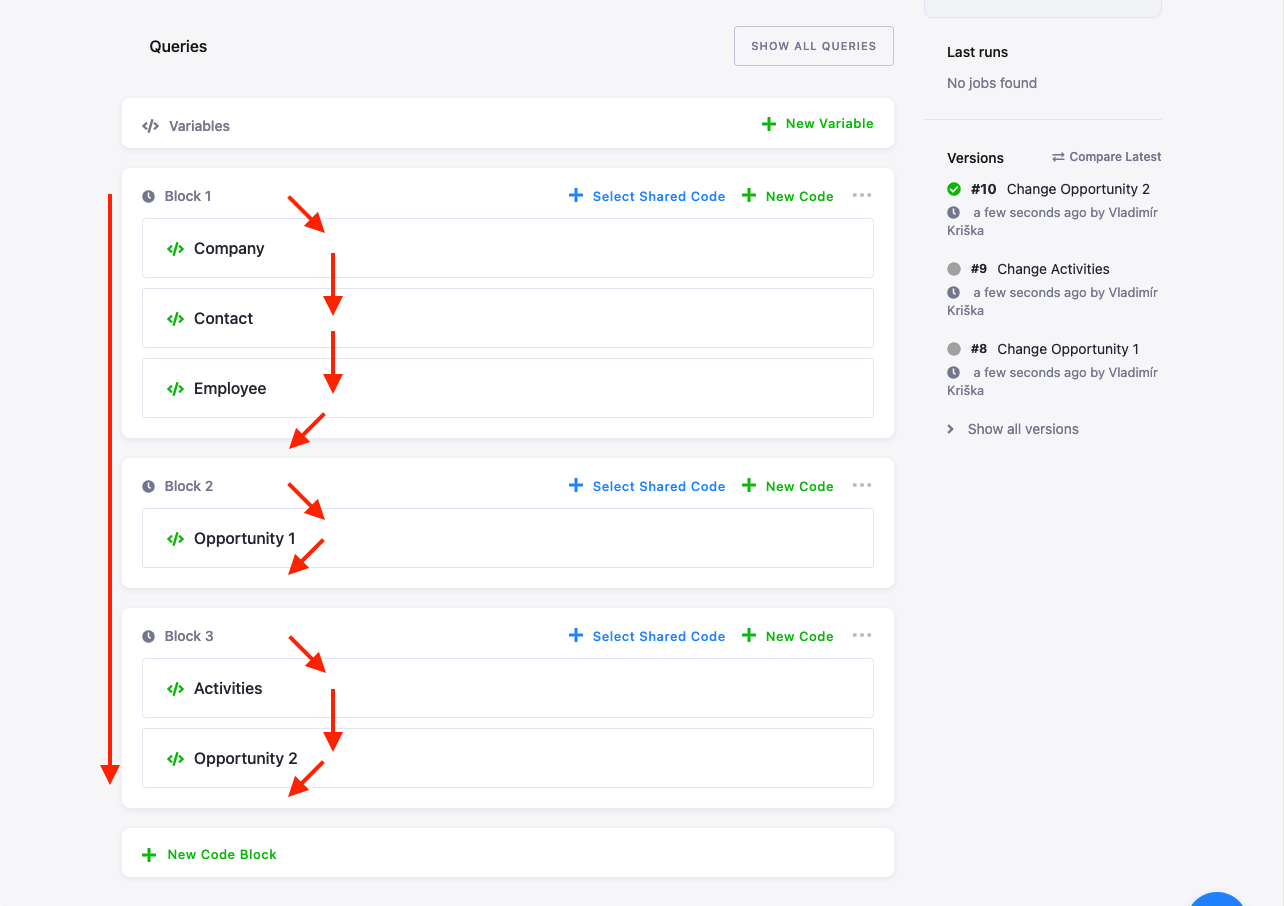 Queries
SHOW ALL QUERIES
Variables
New Variable
Block 1
Select Shared Code
New Code
Company
Contact
Employee
Block 2
Select Shared Code
New Code
Opportunity 1
Block 3
Select Shared Code
New Code
Activities
Opportunity 2
New Code Block
Last runs
No jobs found
Versions
Compare Latest
#10 Change Opportunity 2
a few seconds ago by Vladimír
Kriška
#9 Change Activities
a few seconds ago by Vladimír
Kriška
#8 Change Opportunity 1
a few seconds ago by Vladimír
Kriška
Show all versions